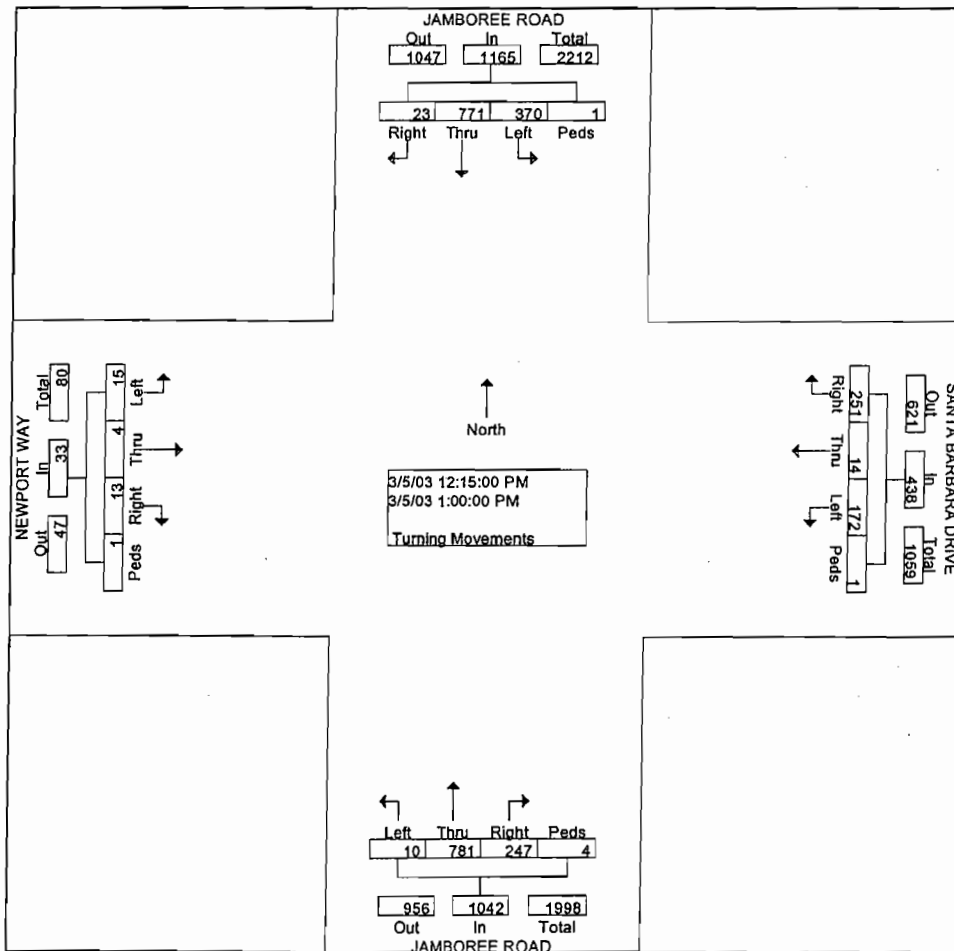 JAMBOREE ROAD
Out In Total
1047 1165 2212
23 771 370 1
Right Thru Left Peds
NEWPORT WAY
Out In Total
47 33 80
1 13 4 15
Peds Right Thru Left
North
3/5/03 12:15:00 PM
3/5/03 1:00:00 PM
Turning Movements
SANTA BARBARA DRIVE
Out In Total
621 438 1059
251 14 172 1
Right Thru Left Peds
Left Thru Right Peds
10 781 247 4
956 1042 1998
Out In Total
JAMBOREE ROAD